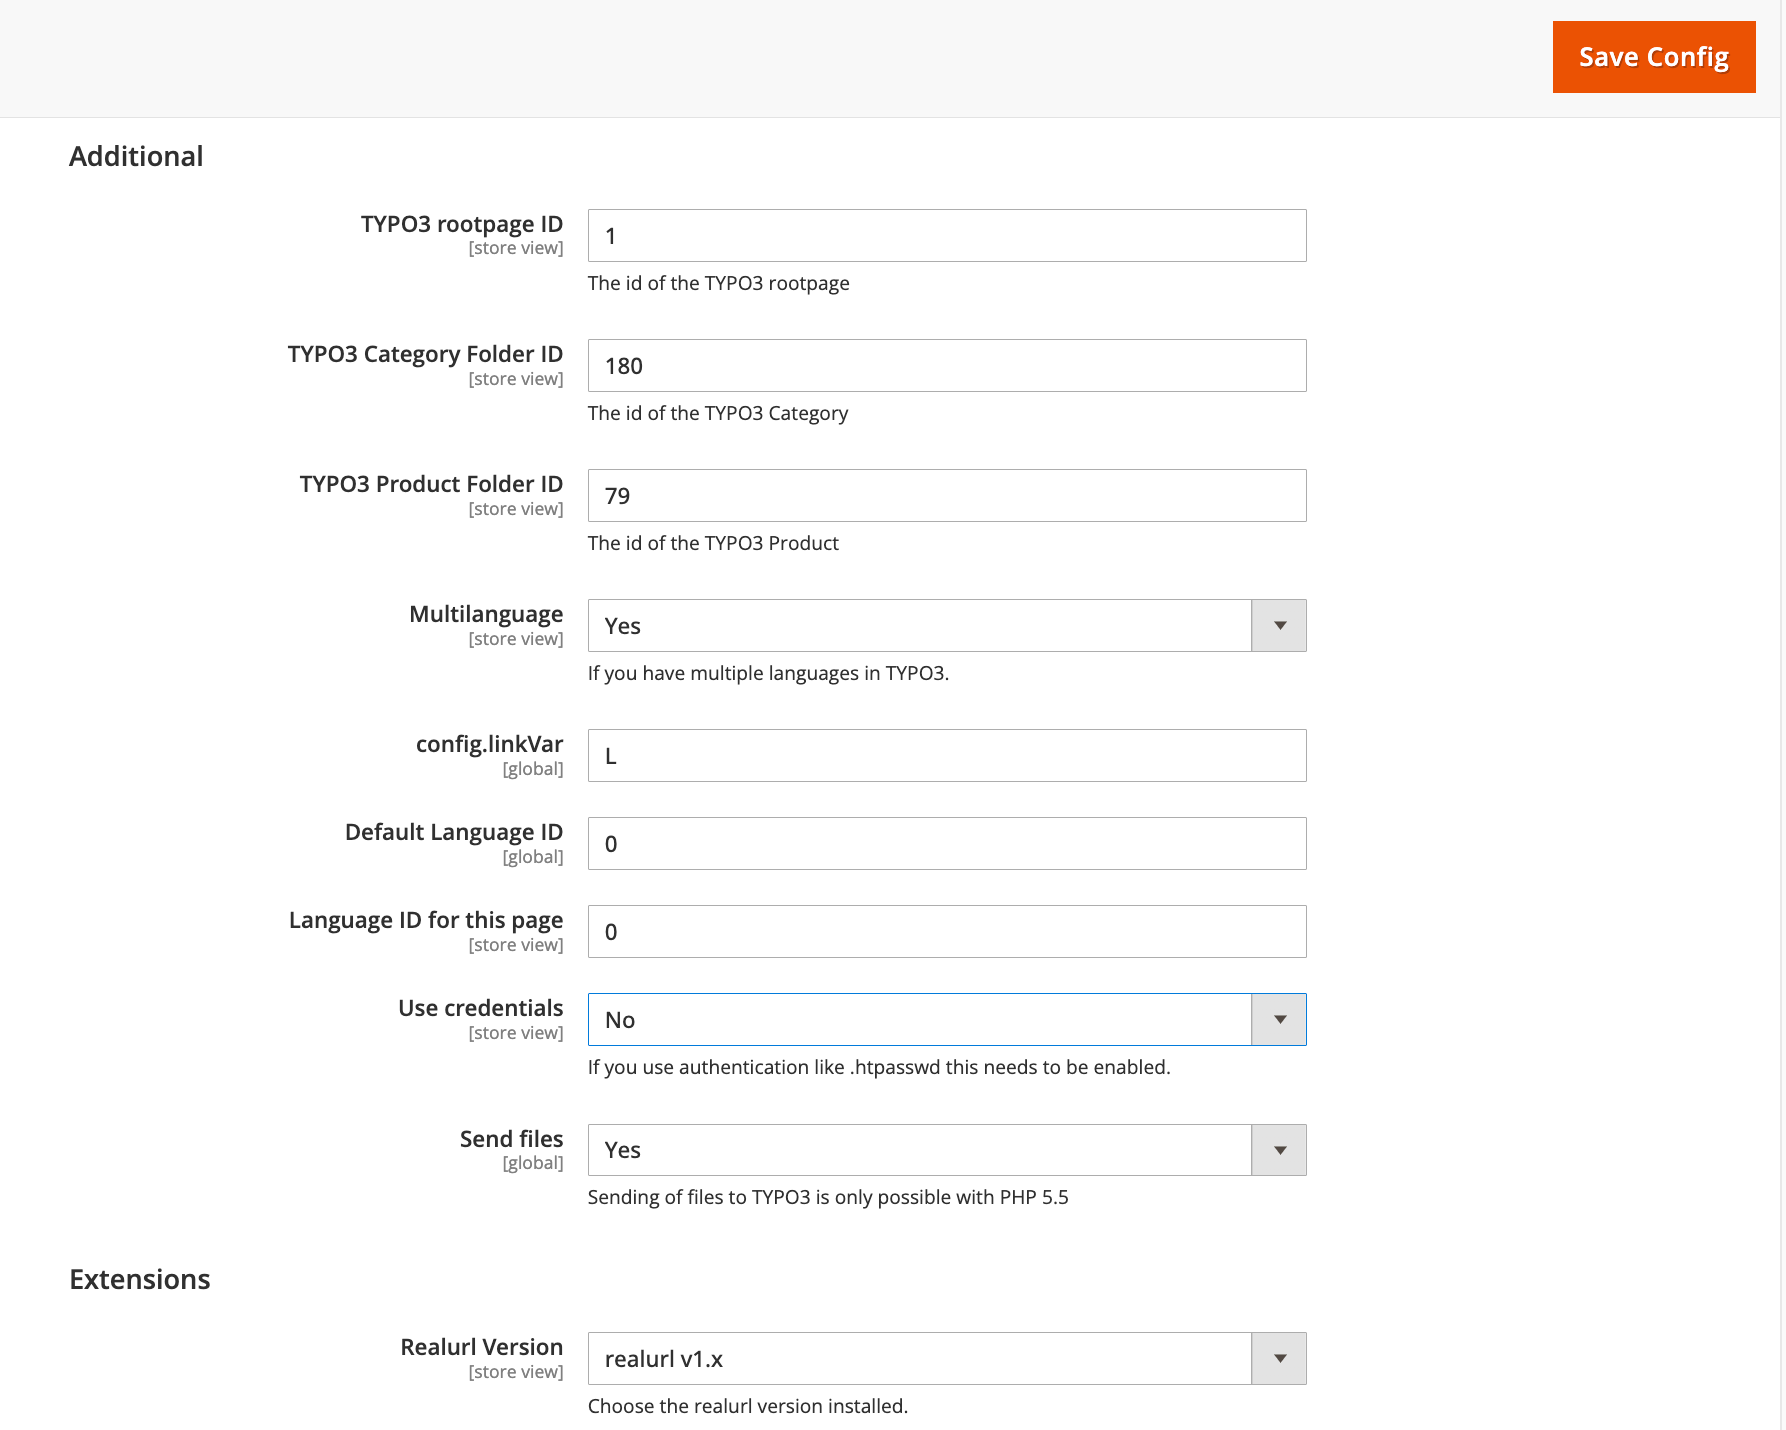 Save Config
Additional
TYPO3 rootpage ID
[store view]
1
The id of the TYPO3 rootpage
TYPO3 Category Folder ID
[store view]
180
The id of the TYPO3 Category
TYPO3 Product Folder ID
[store view]
79
The id of the TYPO3 Product
Multilanguage
[store view]
Yes
If you have multiple languages in TYPO3.
config.linkVar
[global]
L
Default Language ID
[global]
0
Language ID for this page
[store view]
0
Use credentials
[store view]
No
If you use authentication like .htpasswd this needs to be enabled.
Send files
[global]
Yes
Sending of files to TYPO3 is only possible with PHP 5.5
Extensions
Realurl Version
[store view]
realurl v1.x
Choose the realurl version installed.